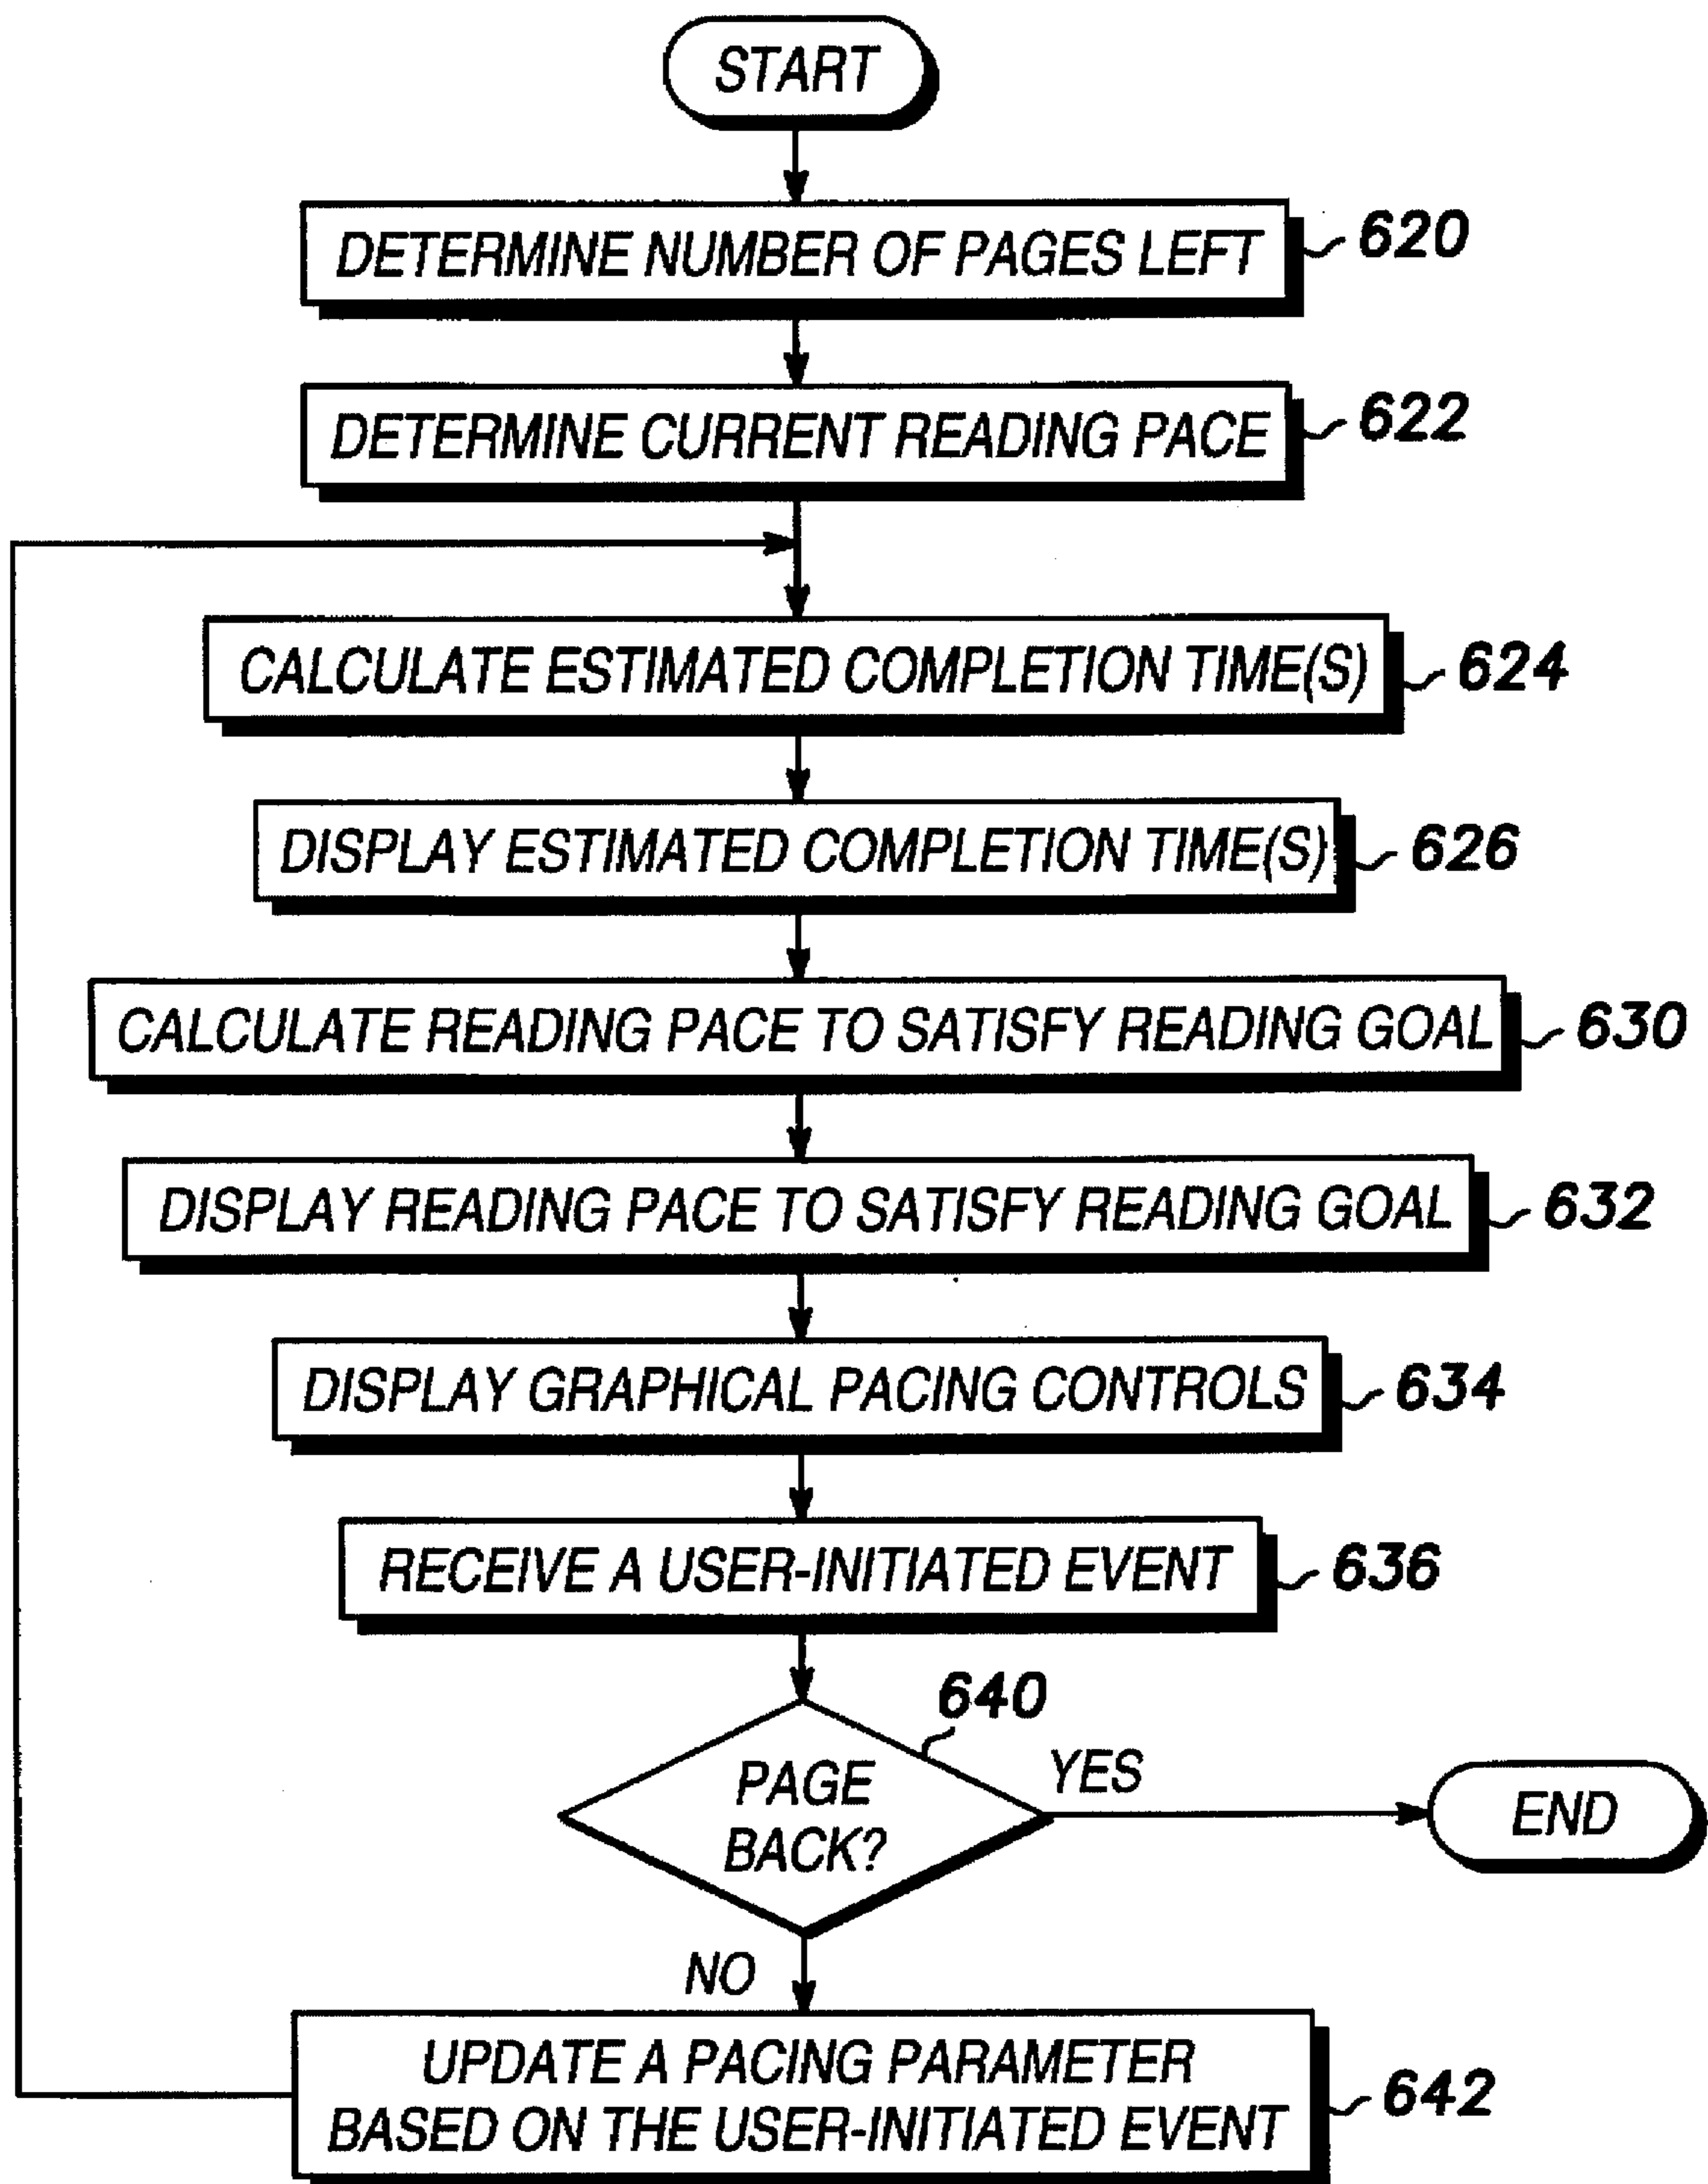 START
DETERMINE NUMBER OF PAGES LEFT
620
DETERMINE CURRENT READING PACE
622
CALCULATE ESTIMATED COMPLETION TIME(S)
624
DISPLAY ESTIMATED COMPLETION TIME(S)
626
CALCULATE READING PACE TO SATISFY READING GOAL
630
DISPLAY READING PACE TO SATISFY READING GOAL
632
DISPLAY GRAPHICAL PACING CONTROLS
634
RECEIVE A USER-INITIATED EVENT
636
640
PAGE
BACK?
YES
END
NO
UPDATE A PACING PARAMETER
BASED ON THE USER-INITIATED EVENT
642